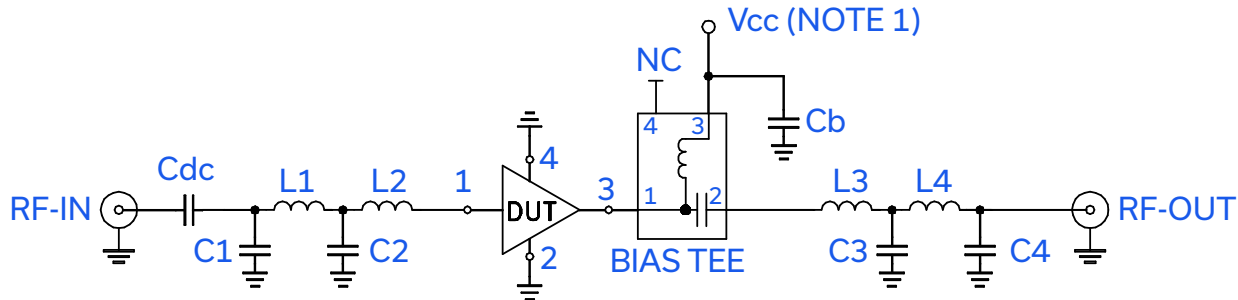 Vcc (NOTE 1)
NC
4 3
Cb
Cdc L1 L2 1 4 3 1 2 L3 L4
RF-IN DUT RF-OUT
C1 C2 2 C3 C4
BIAS TEE